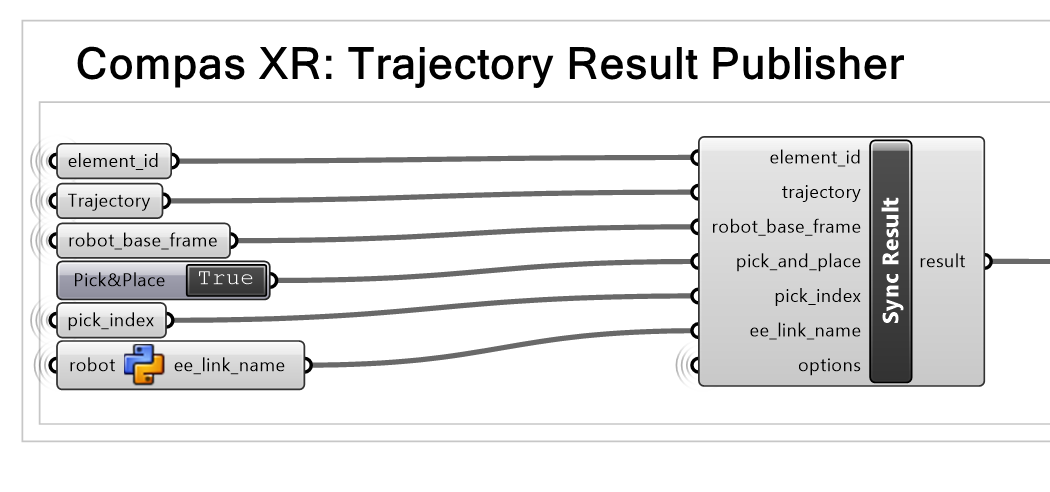 Compas XR: Trajectory Result Publisher
element_id
Trajectory
robot_base_frame
Pick&Place True
pick_index
robot ee_link_name
element_id
trajectory
robot_base_frame
pick_and_place
pick_index
ee_link_name
options
Sync Result
result